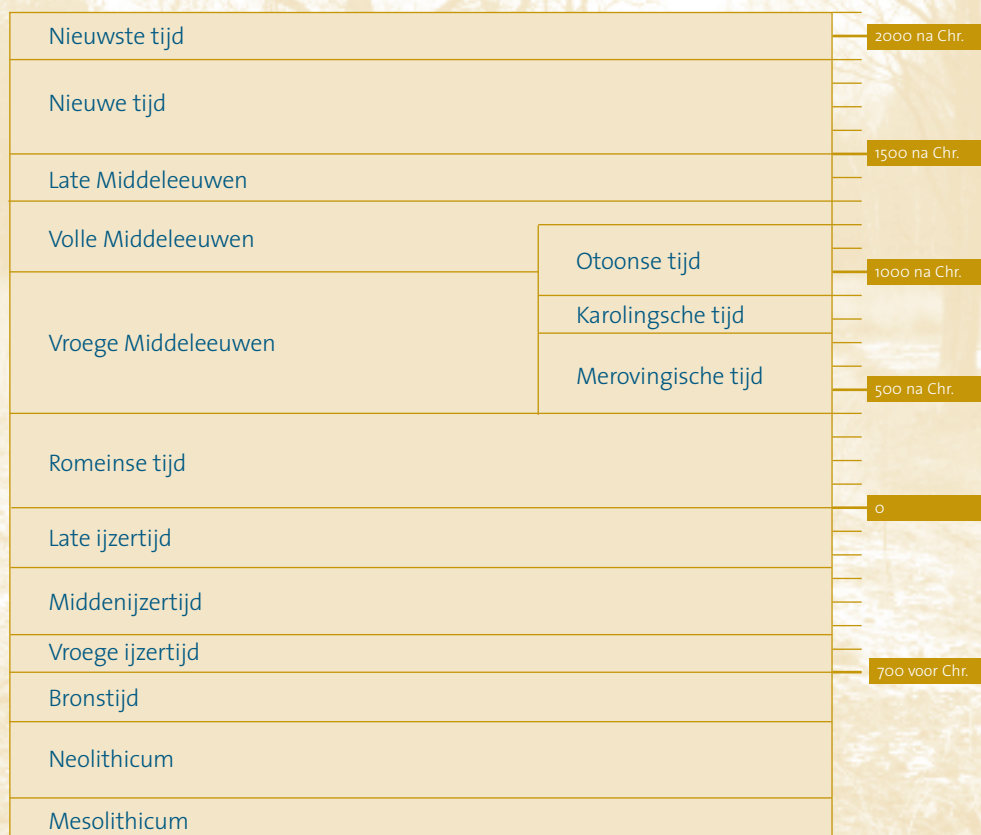 Nieuwste tijd
2000 na Chr.
Nieuwe tijd
1500 na Chr.
Late Middeleeuwen
Volle Middeleeuwen
Otoonse tijd
1000 na Chr.
Karolingsche tijd
Vroege Middeleeuwen
Merovingische tijd
500 na Chr.
Romeinse tijd
0
Late ijzertijd
Middenijzertijd
Vroege ijzertijd
700 voor Chr.
Bronstijd
Neolithicum
Mesolithicum